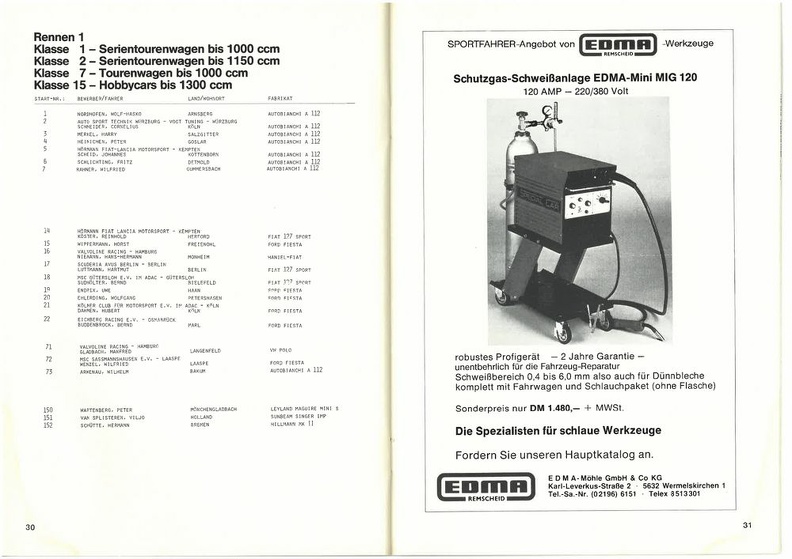 Rennen 1
Klasse 1 – Serientourenwagen bis 1000 ccm
Klasse 2 – Serientourenwagen bis 1150 ccm
Klasse 7 – Tourenwagen bis 1000 ccm
Klasse 15 – Hobbycars bis 1300 ccm
START-NR.: BEWERBER/FAHRER LAND/WOHNORT FABRIKAT
1 NORDHOFEN, WOLF-HASKO ARNSBERG AUTOBIANCHI A 112
2 AUTO SPORT TECHNIK WÜRZBURG - VOGT TUNING - WÜRZBURG
SCHNEIDER, CORNELIUS KÖLN AUTOBIANCHI A 112
3 MERKEL, HARRY SALZGITTER AUTOBIANCHI A 112
4 HEINICHEN, PETER GOSLAR AUTOBIANCHI A 112
5 HÖRMANN FIAT-LANCIA MOTORSPORT - KEMPTEN
SCHEID, JOHANNES KOTTENBORN AUTOBIANCHI A 112
6 SCHLICHTING, FRITZ DETMOLD AUTOBIANCHI A 112
7 RAHNER, WILFRIED GUMMERSBACH AUTOBIANCHI A 112
14 HÖRMANN FIAT LANCIA MOTORSPORT - KEMPTEN
KÖSTER, REINHOLD HERFORD FIAT 127 SPORT
15 WIPPERMANN, HORST FREIENOHL FORD FIESTA
16 VALVOLINE RACING - HAMBURG
NIEMANN, HANS-HERMANN MONHEIM HANIEL-FIAT
17 SCUDERIA AVUS BERLIN - BERLIN
LUTTMANN, HARTMUT BERLIN FIAT 127 SPORT
18 MSC GÜTERSLOH E.V. IM ADAC - GÜTERSLOH
SUDHÖLTER, BERND BIELEFELD FIAT 127 SPORT
19 ENDTIX, UWE HAAN FORD FIESTA
20 EHLERDING, WOLFGANG PETERSHAGEN FORD FIESTA
21 KÖLNER CLUB FÜR MOTORSPORT E.V. IM ADAC - KÖLN
DAHMEN, HUBERT KÖLN FORD FIESTA
22 EICHBERG RACING E.V. - OSNABRÜCK
BUDDENBROCK, BERND MARL FORD FIESTA
71 VALVOLINE RACING - HAMBURG
GLADBACH, MANFRED LANGENFELD VW POLO
72 MSC SASSMANNSHAUSEN E.V. - LAASPE
WENZEL, WILFRIED LAASPE FORD FIESTA
73 ARKENAU, WILHELM BAKUM AUTOBIANCHI A 112
150 WARTENBERG, PETER MÖNCHENGLADBACH LEYLAND MAGUIRE MINI S
151 VAN SPLISTEREN, VILJO HOLLAND SUNBEAM SINGER IMP
152 SCHÜTTE, HERMANN BREMEN HILLMANN MK II
30
SPORTFAHRER-Angebot von EDMA REMSCHEID -Werkzeuge
Schutzgas-Schweißanlage EDMA-Mini MIG 120
120 AMP – 220/380 Volt
robustes Profigerät – 2 Jahre Garantie –
unentbehrlich für die Fahrzeug-Reparatur
Schweißbereich 0,4 bis 6,0 mm also auch für Dünnbleche
komplett mit Fahrwagen und Schlauchpaket (ohne Flasche)
Sonderpreis nur DM 1.480,— + MWSt.
Die Spezialisten für schlaue Werkzeuge
Fordern Sie unseren Hauptkatalog an.
EDMA REMSCHEID
EDMA-Möhle GmbH & Co KG
Karl-Leverkus-Straße 2 · 5632 Wermelskirchen 1
Tel.-Sa.-Nr. (02196) 6151 · Telex 8513301
31